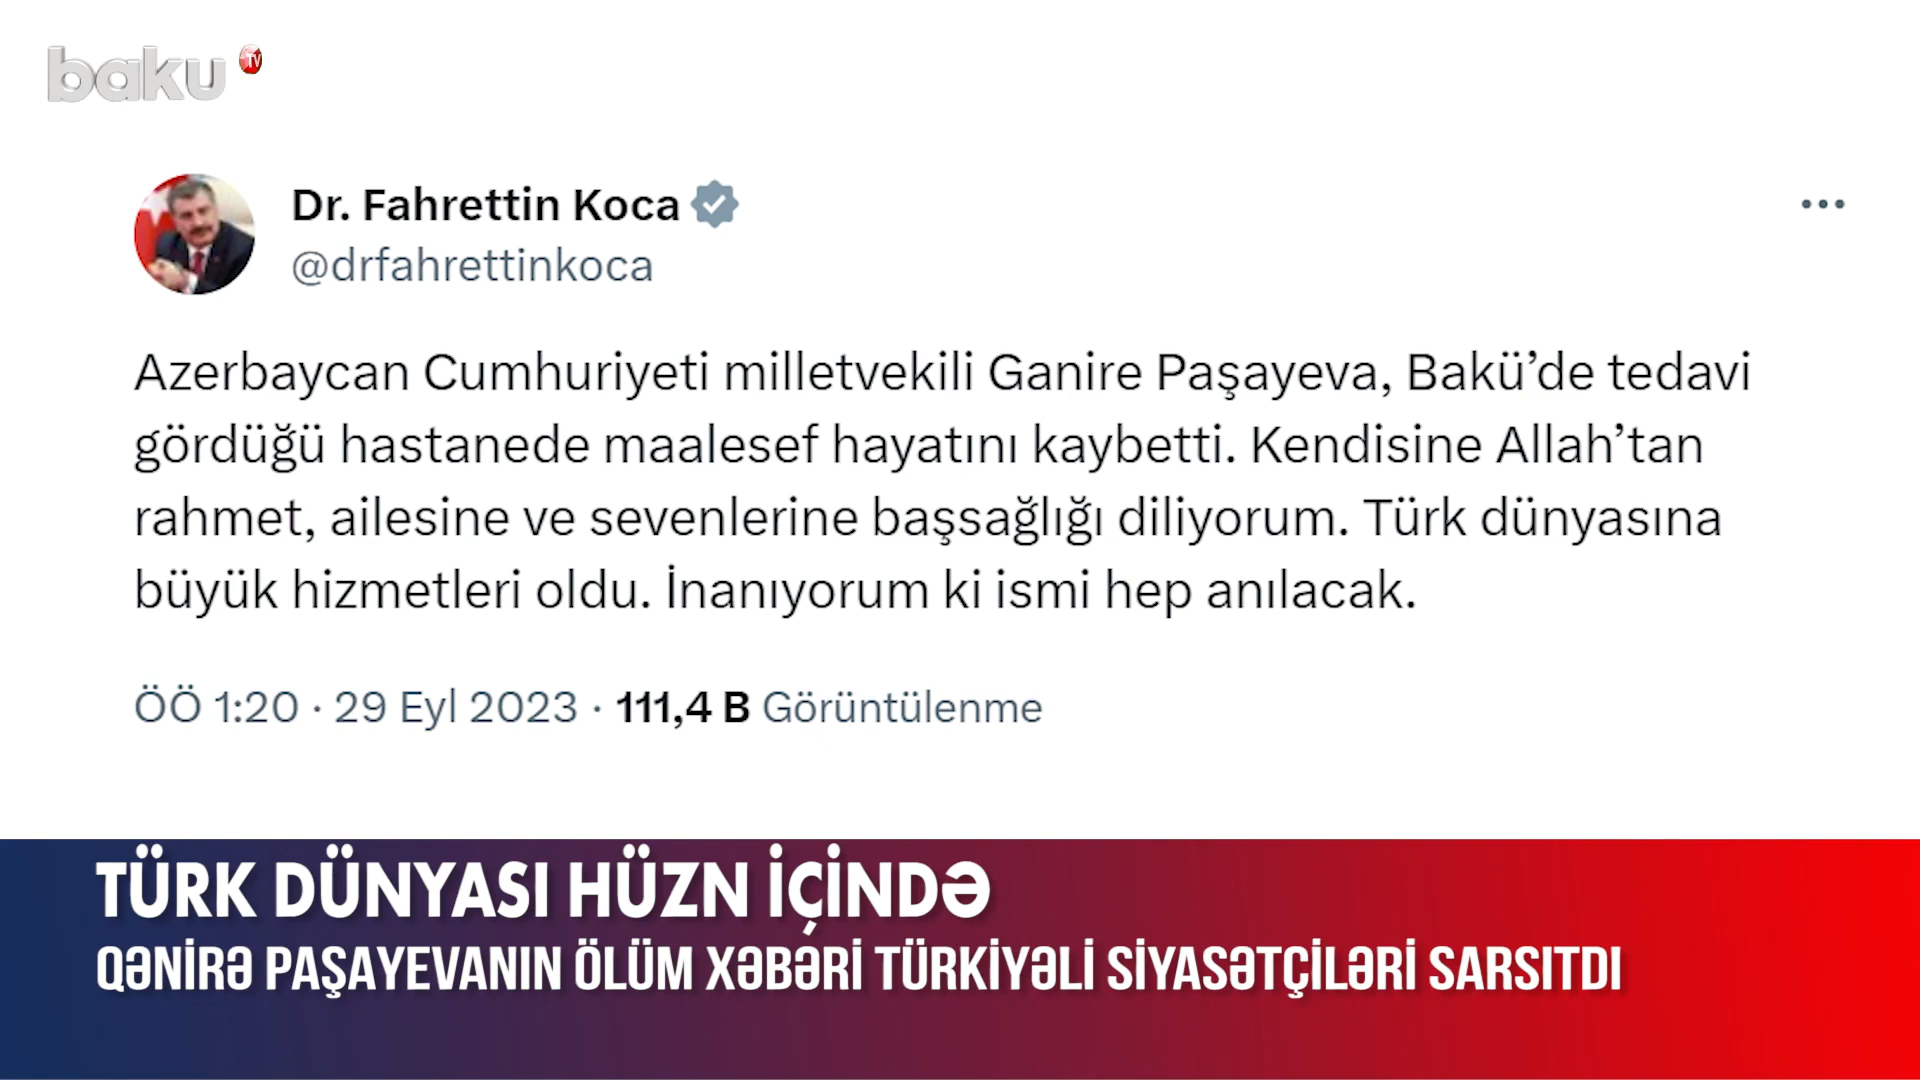 baku TV
Dr. Fahrettin Koca
@drfahrettinkoca
Azerbaycan Cumhuriyeti milletvekili Ganire Paşayeva, Bakü’de tedavi
gördüğü hastanede maalesef hayatını kaybetti. Kendisine Allah’tan
rahmet, ailesine ve sevenlerine başsağlığı diliyorum. Türk dünyasına
büyük hizmetleri oldu. İnanıyorum ki ismi hep anılacak.
ÖÖ 1:20 · 29 Eyl 2023 · 111,4 B Görüntülenme
TÜRK DÜNYASI HÜZN İÇİNDƏ
QƏNİRƏ PAŞAYEVANIN ÖLÜM XƏBƏRİ TÜRKİYƏLİ SİYASƏTÇİLƏRİ SARSITDI